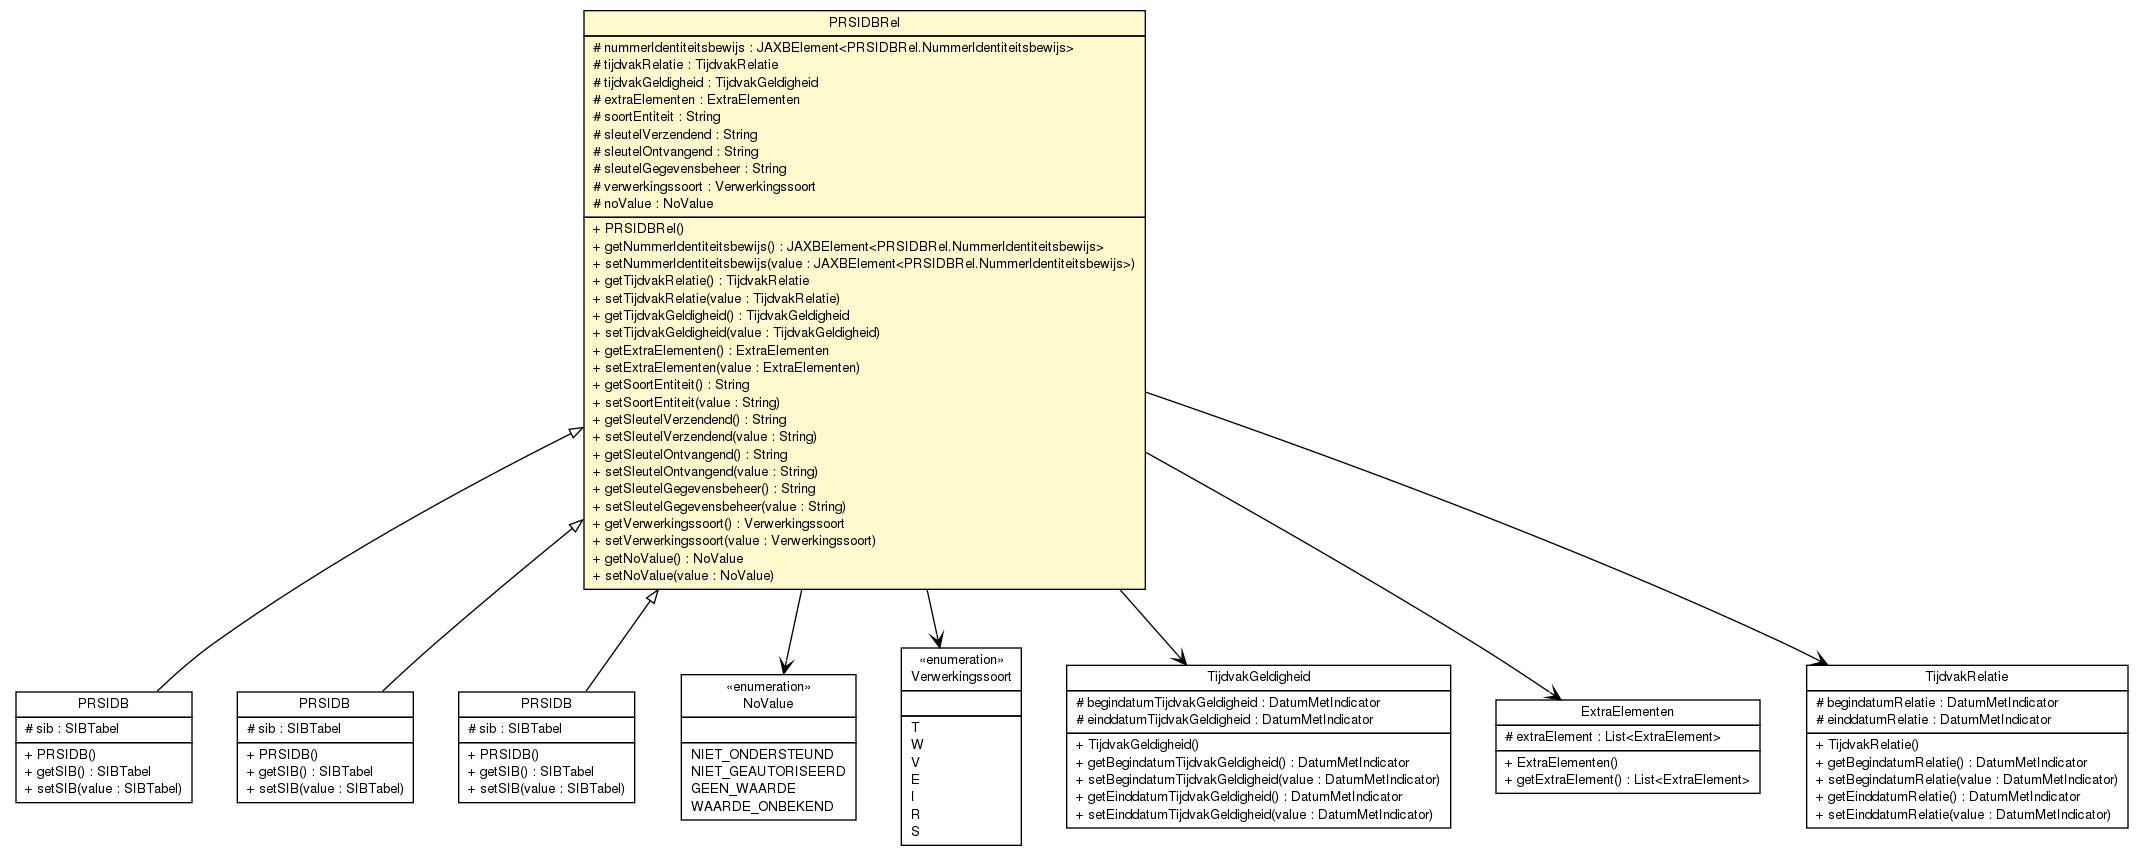 PRSIDBRel
# nummerIdentiteitsbewijs : JAXBElement<PRSIDBRel.NummerIdentiteitsbewijs>
# tijdvakRelatie : TijdvakRelatie
# tijdvakGeldigheid : TijdvakGeldigheid
# extraElementen : ExtraElementen
# soortEntiteit : String
# sleutelVerzendend : String
# sleutelOntvangend : String
# sleutelGegevensbeheer : String
# verwerkingssoort : Verwerkingssoort
# noValue : NoValue
+ PRSIDBRel()
+ getNummerIdentiteitsbewijs() : JAXBElement<PRSIDBRel.NummerIdentiteitsbewijs>
+ setNummerIdentiteitsbewijs(value : JAXBElement<PRSIDBRel.NummerIdentiteitsbewijs>)
+ getTijdvakRelatie() : TijdvakRelatie
+ setTijdvakRelatie(value : TijdvakRelatie)
+ getTijdvakGeldigheid() : TijdvakGeldigheid
+ setTijdvakGeldigheid(value : TijdvakGeldigheid)
+ getExtraElementen() : ExtraElementen
+ setExtraElementen(value : ExtraElementen)
+ getSoortEntiteit() : String
+ setSoortEntiteit(value : String)
+ getSleutelVerzendend() : String
+ setSleutelVerzendend(value : String)
+ getSleutelOntvangend() : String
+ setSleutelOntvangend(value : String)
+ getSleutelGegevensbeheer() : String
+ setSleutelGegevensbeheer(value : String)
+ getVerwerkingssoort() : Verwerkingssoort
+ setVerwerkingssoort(value : Verwerkingssoort)
+ getNoValue() : NoValue
+ setNoValue(value : NoValue)
PRSIDB
# sib : SIBTabel
+ PRSIDB()
+ getSIB() : SIBTabel
+ setSIB(value : SIBTabel)
PRSIDB
# sib : SIBTabel
+ PRSIDB()
+ getSIB() : SIBTabel
+ setSIB(value : SIBTabel)
PRSIDB
# sib : SIBTabel
+ PRSIDB()
+ getSIB() : SIBTabel
+ setSIB(value : SIBTabel)
«enumeration»
NoValue
NIET_ONDERSTEUND
NIET_GEAUTORISEERD
GEEN_WAARDE
WAARDE_ONBEKEND
«enumeration»
Verwerkingssoort
T
W
V
E
I
R
S
TijdvakGeldigheid
# begindatumTijdvakGeldigheid : DatumMetIndicator
# einddatumTijdvakGeldigheid : DatumMetIndicator
+ TijdvakGeldigheid()
+ getBegindatumTijdvakGeldigheid() : DatumMetIndicator
+ setBegindatumTijdvakGeldigheid(value : DatumMetIndicator)
+ getEinddatumTijdvakGeldigheid() : DatumMetIndicator
+ setEinddatumTijdvakGeldigheid(value : DatumMetIndicator)
ExtraElementen
# extraElement : List<ExtraElement>
+ ExtraElementen()
+ getExtraElement() : List<ExtraElement>
TijdvakRelatie
# begindatumRelatie : DatumMetIndicator
# einddatumRelatie : DatumMetIndicator
+ TijdvakRelatie()
+ getBegindatumRelatie() : DatumMetIndicator
+ setBegindatumRelatie(value : DatumMetIndicator)
+ getEinddatumRelatie() : DatumMetIndicator
+ setEinddatumRelatie(value : DatumMetIndicator)